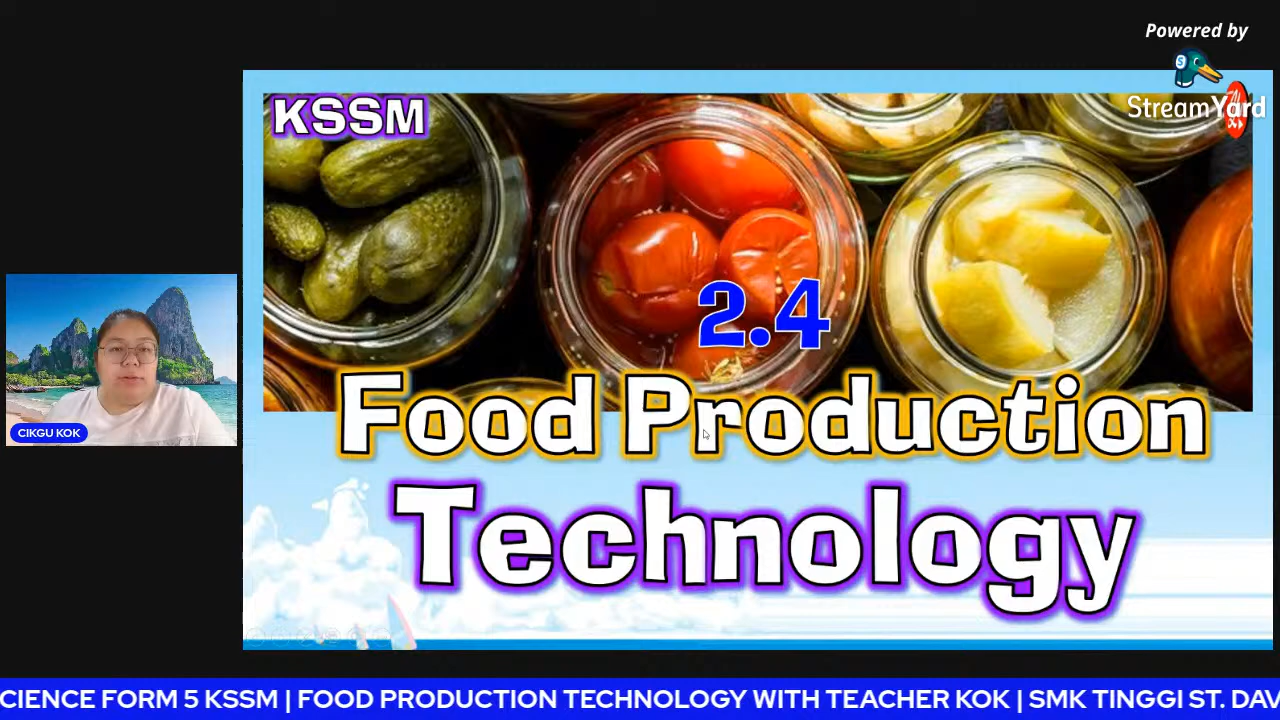 Powered by
StreamYard
KSSM
2.4
Food Production
Technology
CIKGU KOK
CIENCE FORM 5 KSSM | FOOD PRODUCTION TECHNOLOGY WITH TEACHER KOK | SMK TINGGI ST. DAV